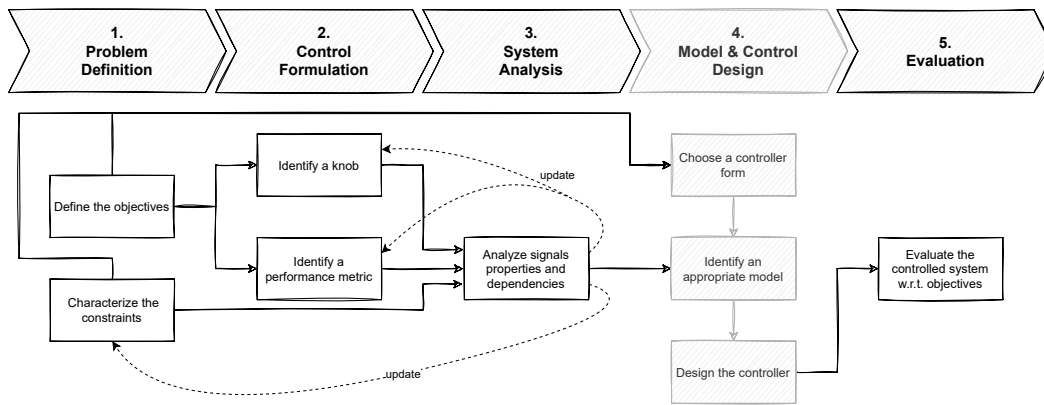 1.
Problem
Definition
2.
Control
Formulation
3.
System
Analysis
4.
Model & Control
Design
5.
Evaluation
Define the objectives
Characterize the
constraints
Identify a knob
Identify a
performance metric
update
Analyze signals
properties and
dependencies
update
Choose a controller
form
Identify an
appropriate model
Design the controller
Evaluate the
controlled system
w.r.t. objectives